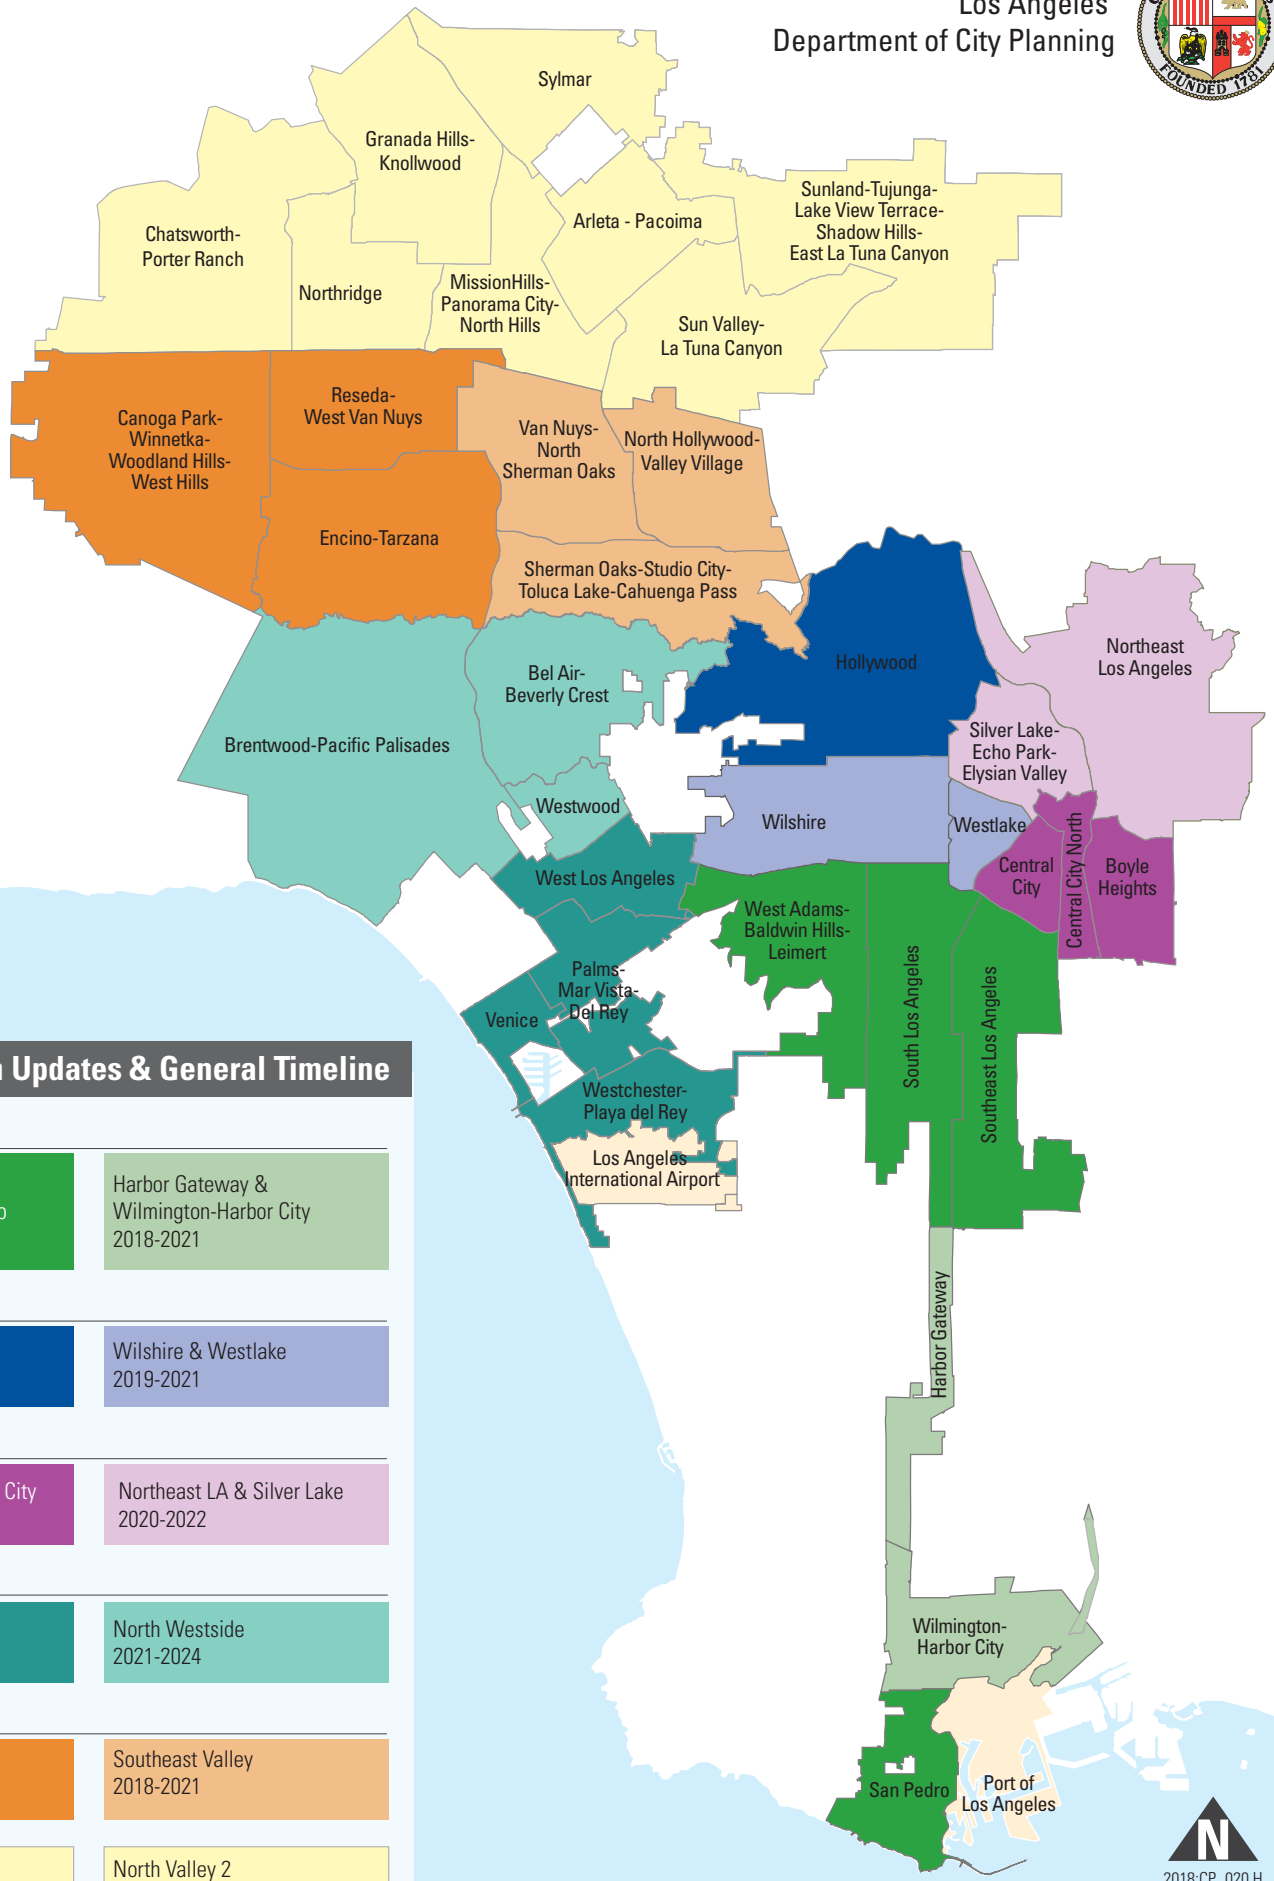 Los Angeles
Department of City Planning
FOUNDED 1781
Sylmar
Granada Hills-
Knollwood
Chatsworth-
Porter Ranch
Northridge
Arleta - Pacoima
Sunland-Tujunga-
Lake View Terrace-
Shadow Hills-
East La Tuna Canyon
MissionHills-
Panorama City-
North Hills
Sun Valley-
La Tuna Canyon
Canoga Park-
Winnetka-
Woodland Hills-
West Hills
Reseda-
West Van Nuys
Van Nuys-
North
Sherman Oaks
North Hollywood-
Valley Village
Encino-Tarzana
Sherman Oaks-Studio City-
Toluca Lake-Cahuenga Pass
Hollywood
Northeast
Los Angeles
Bel Air-
Beverly Crest
Brentwood-Pacific Palisades
Silver Lake-
Echo Park-
Elysian Valley
Westwood
Wilshire
Westlake
Central
City
Central City North
Boyle
Heights
West Los Angeles
West Adams-
Baldwin Hills-
Leimert
South Los Angeles
Southeast Los Angeles
Palms-
Mar Vista-
Del Rey
Venice
Westchester-
Playa del Rey
Los Angeles
International Airport
Harbor Gateway
Wilmington-
Harbor City
San Pedro
Port of
Los Angeles
Updates & General Timeline
Harbor Gateway &
Wilmington-Harbor City
2018-2021
Wilshire & Westlake
2019-2021
City
Northeast LA & Silver Lake
2020-2022
North Westside
2021-2024
Southeast Valley
2018-2021
North Valley 2
N
2018:CP_020 H